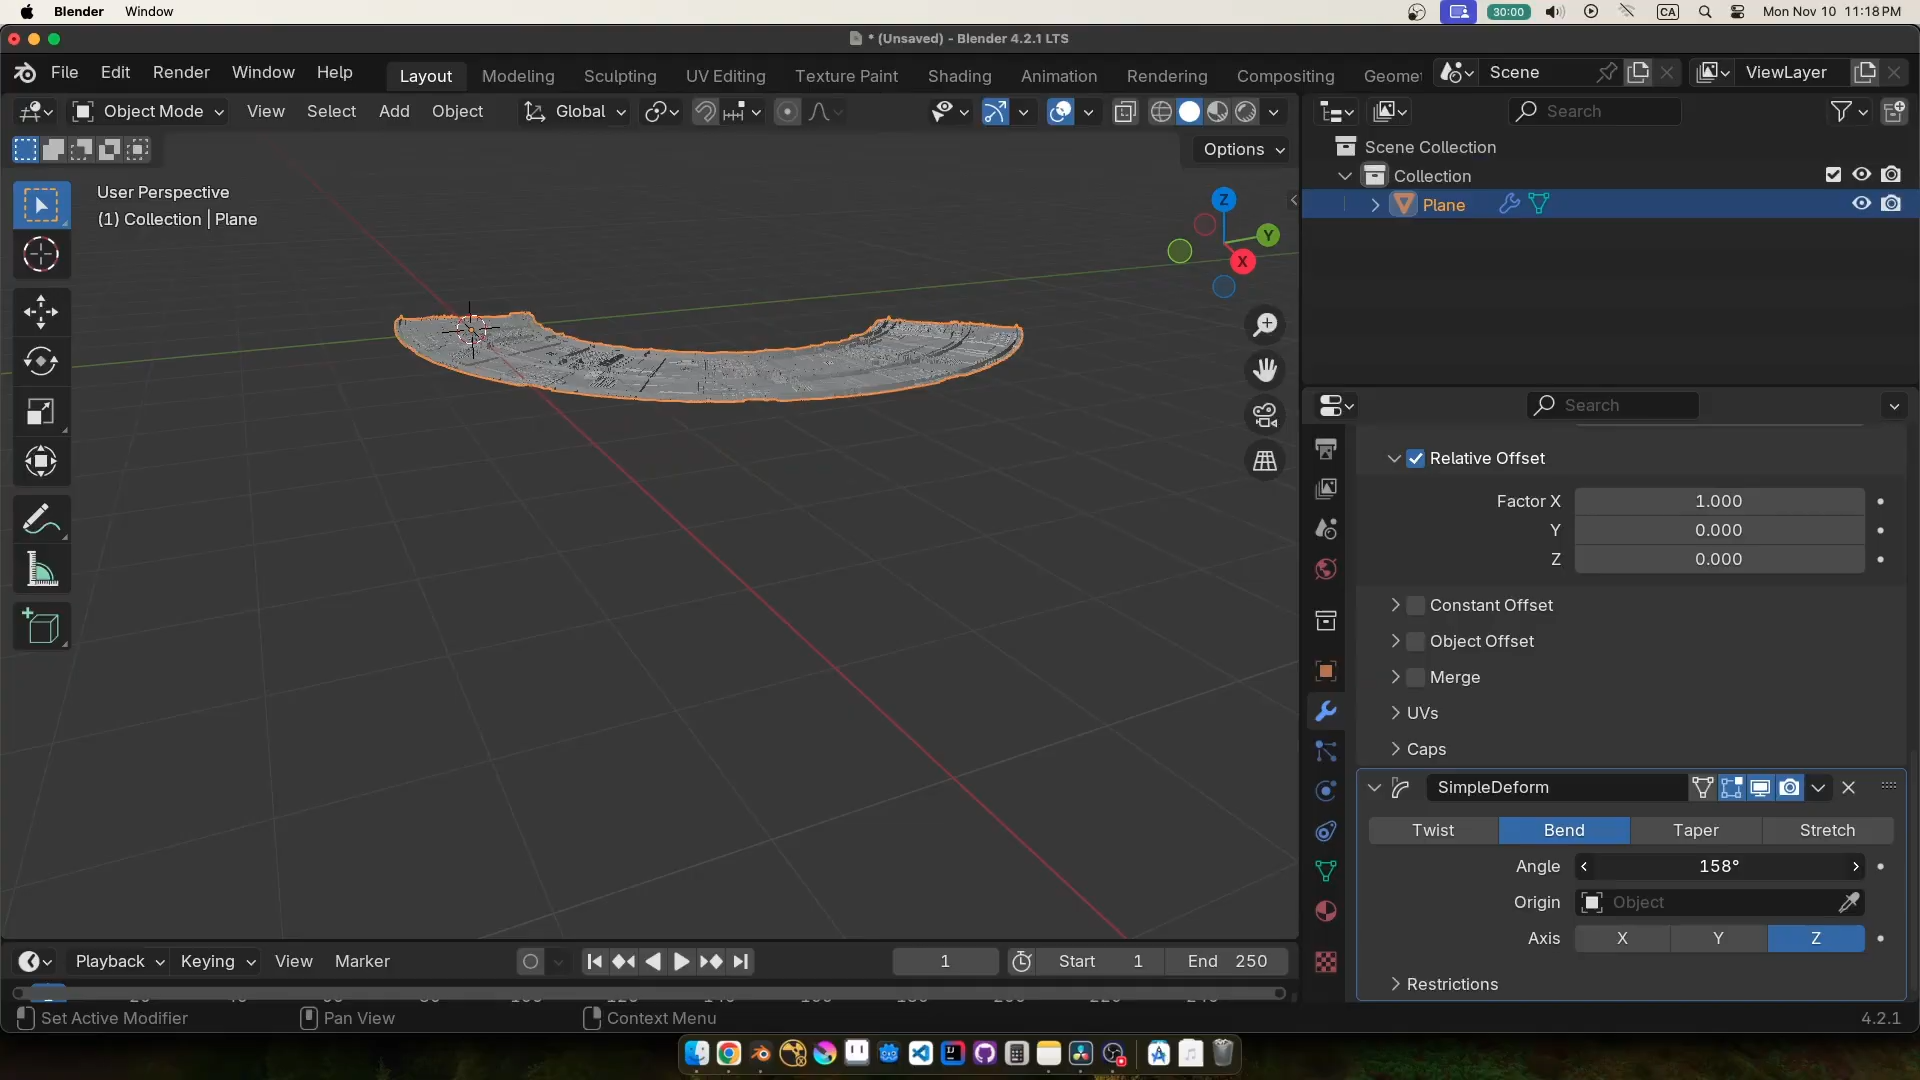 Blender Window 30:00 CA Mon Nov 10 11:18 PM
* (Unsaved) - Blender 4.2.1 LTS
File Edit Render Window Help Layout Modeling Sculpting UV Editing Texture Paint Shading Animation Rendering Compositing Geome Scene ViewLayer
Object Mode View Select Add Object Global Search
Options
User Perspective
(1) Collection | Plane
Z
Y
X
Scene Collection
Collection
Plane
Search
Relative Offset
Factor X 1.000
Y 0.000
Z 0.000
Constant Offset
Object Offset
Merge
UVs
Caps
SimpleDeform
Twist Bend Taper Stretch
Angle 158°
Origin Object
Axis X Y Z
Restrictions
Playback Keying View Marker 1 Start 1 End 250
Set Active Modifier Pan View Context Menu 4.2.1